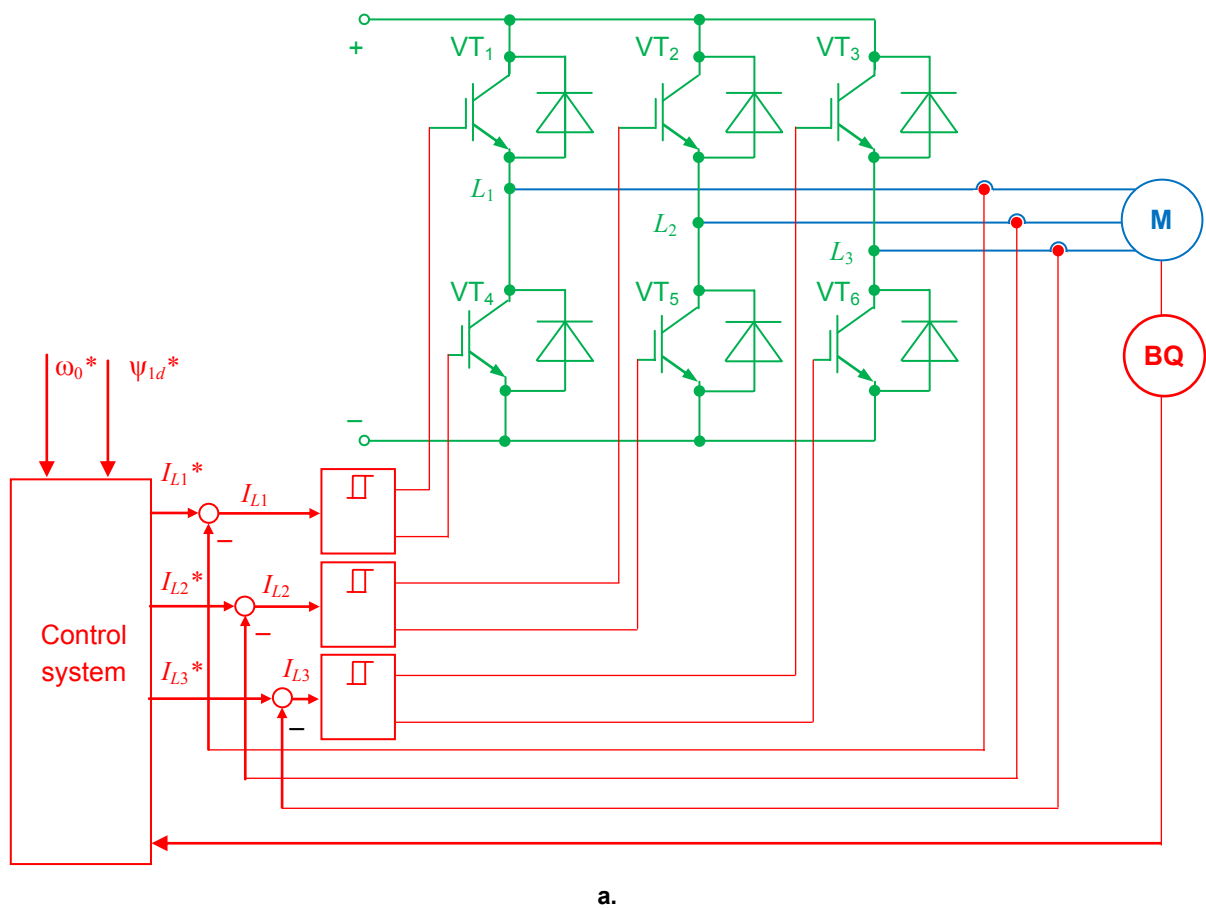 +
VT1 VT2 VT3
L1
L2
L3
M
VT4 VT5 VT6
BQ
–
ω0* ψ1d*
IL1* IL1
–
IL2* IL2
–
Control
system
IL3* IL3
–
a.